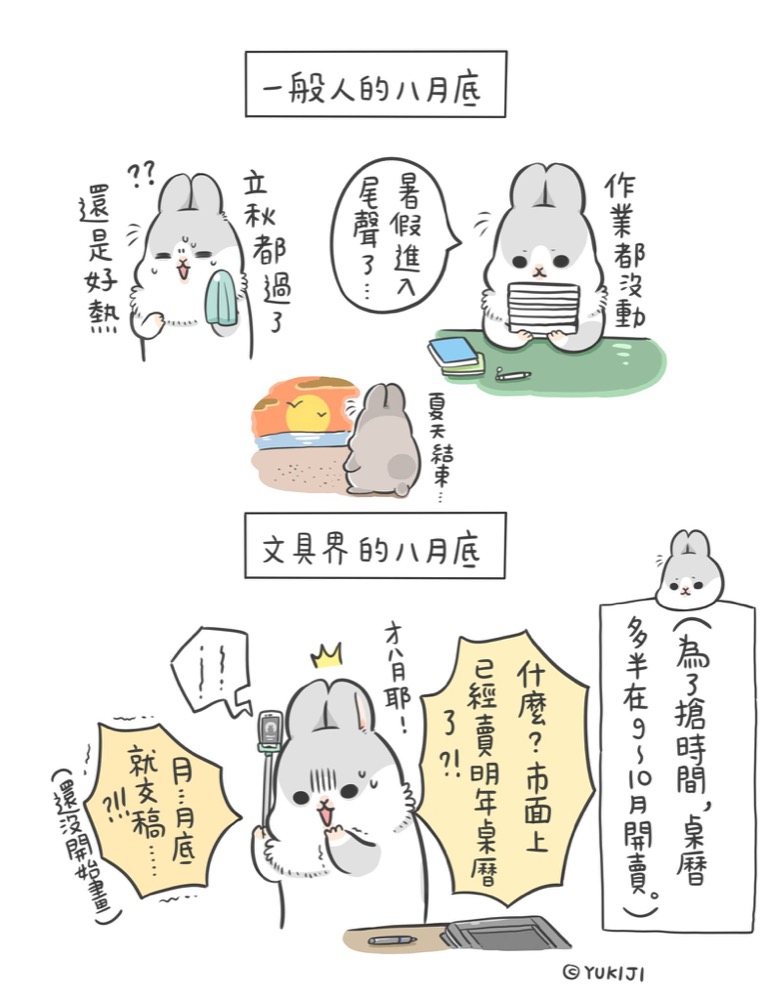 一般人的八月底
作業都沒動
暑假進入
尾聲了…
立秋都過了
還是好熱
??
夏天結束…
文具界的八月底
(為了搶時間,桌曆
多半在9~10月開賣。)
什麼?市面上
已經賣明年桌曆
了?!
才八月耶!
月…月底
就交稿……
?!!
(還沒開始畫)
©YUKIJI